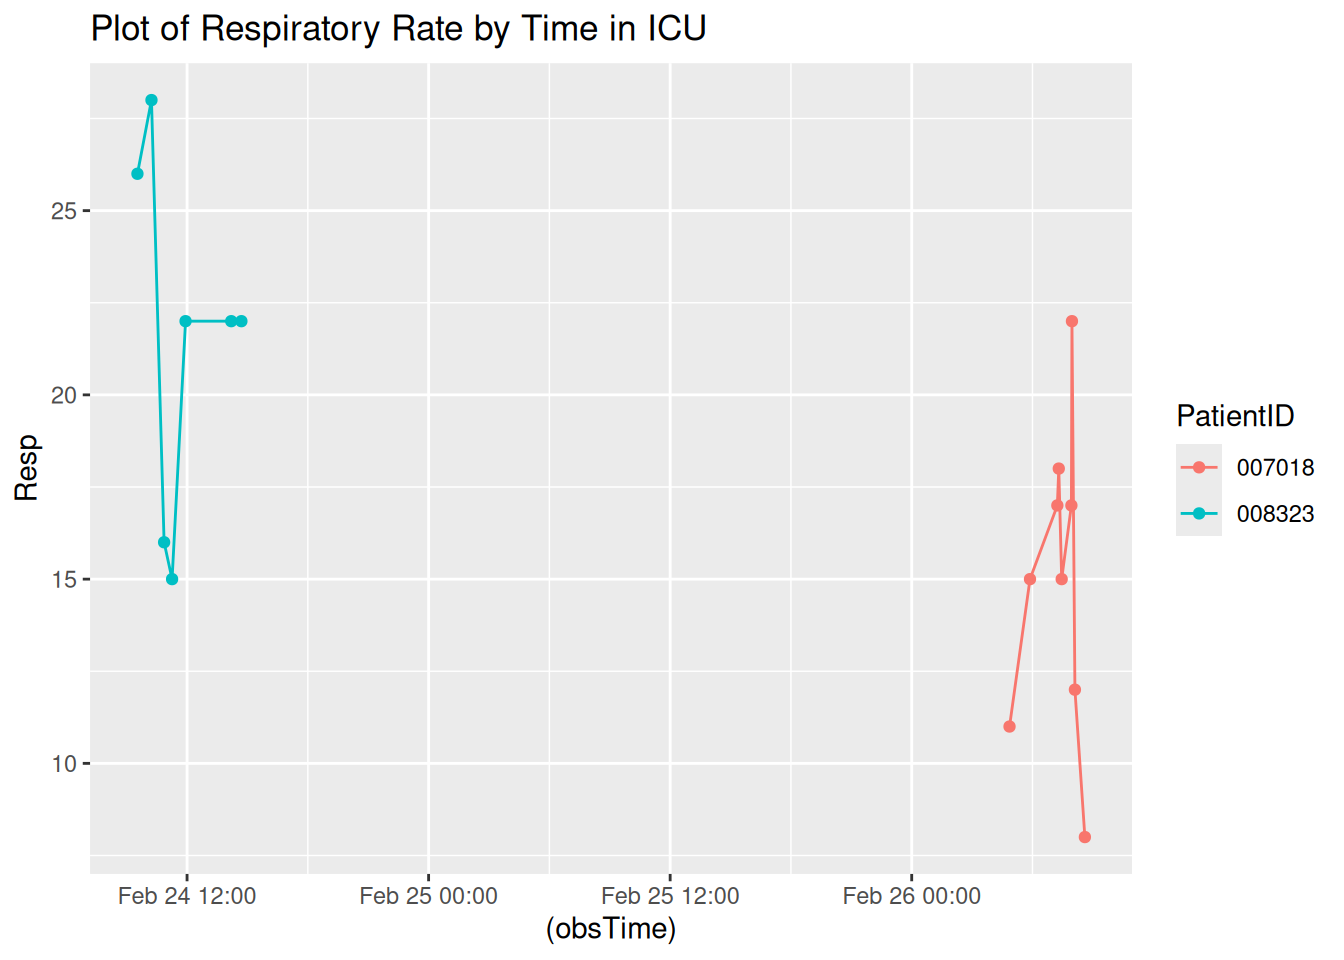 Plot of Respiratory Rate by Time in ICU
Resp
25
20
15
10
Feb 24 12:00 Feb 25 00:00 Feb 25 12:00 Feb 26 00:00
(obsTime)
PatientID
007018
008323